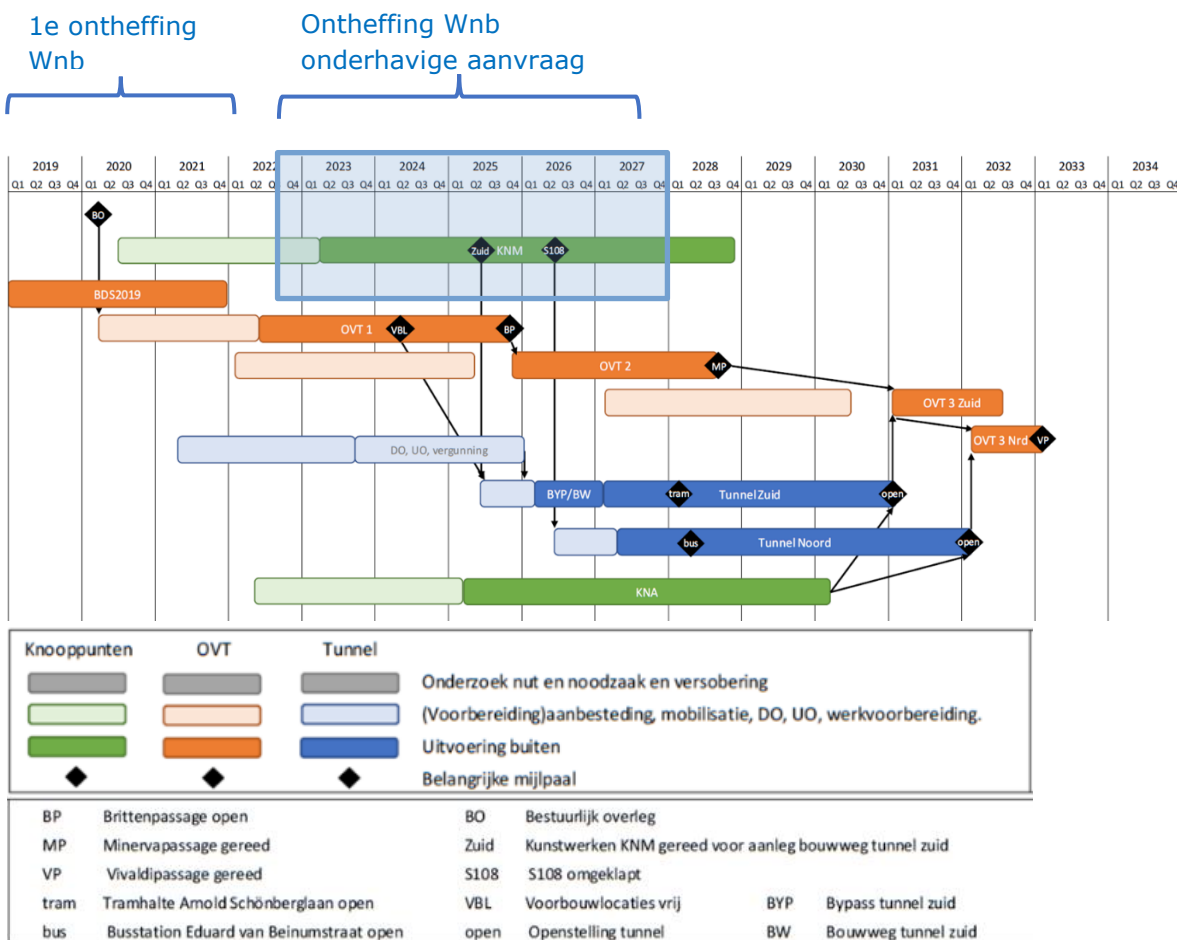 1e ontheffing
Wnb
Ontheffing Wnb
onderhavige aanvraag
2019 2020 2021 2022 2023 2024 2025 2026 2027 2028 2029 2030 2031 2032 2033 2034
Q1 Q2 Q3 Q4 Q1 Q2 Q3 Q4 Q1 Q2 Q3 Q4 Q1 Q2 Q3 Q4 Q1 Q2 Q3 Q4 Q1 Q2 Q3 Q4 Q1 Q2 Q3 Q4 Q1 Q2 Q3 Q4 Q1 Q2 Q3 Q4 Q1 Q2 Q3 Q4 Q1 Q2 Q3 Q4 Q1 Q2 Q3 Q4 Q1 Q2 Q3 Q4 Q1 Q2 Q3 Q4 Q1 Q2 Q3 Q4 Q1 Q2 Q3 Q4
BO
Zuid KNM S108
BDS2019
OVT 1 VBL BP
OVT 2 MP
OVT 3 Zuid
OVT 3 Nrd VP
DO, UO, vergunning
BYP/BW tram Tunnel Zuid open
bus Tunnel Noord open
KNA
Knooppunten OVT Tunnel
Onderzoek nut en noodzaak en versobering
(Voorbereiding)aanbesteding, mobilisatie, DO, UO, werkvoorbereiding.
Uitvoering buiten
Belangrijke mijlpaal
BP Brittenpassage open BO Bestuurlijk overleg
MP Minervapassage gereed Zuid Kunstwerken KNM gereed voor aanleg bouwweg tunnel zuid
VP Vivaldipassage gereed S108 S108 omgeklapt
tram Tramhalte Arnold Schönberglaan open VBL Voorbouwlocaties vrij BYP Bypass tunnel zuid
bus Busstation Eduard van Beinumstraat open open Openstelling tunnel BW Bouwweg tunnel zuid